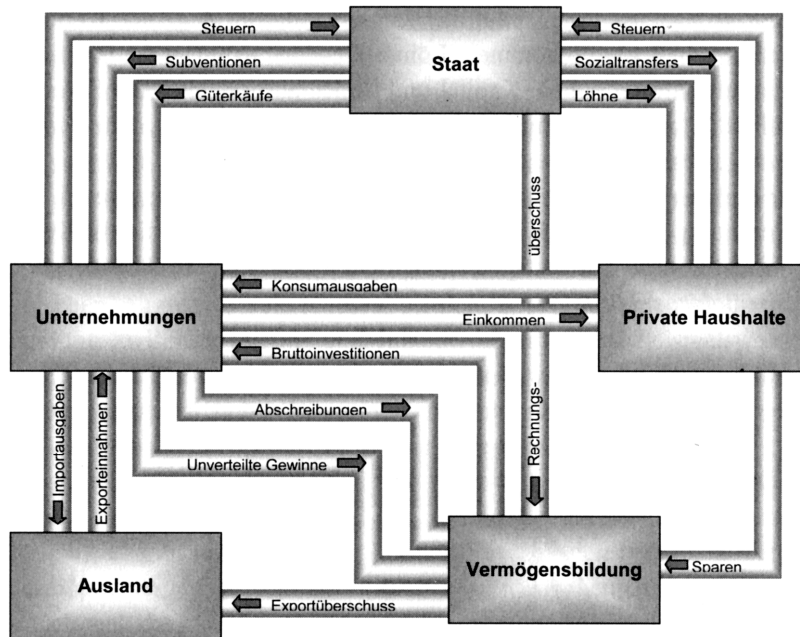 Steuern
Steuern
Staat
Subventionen
Sozialtransfers
Güterkäufe
Löhne
überschuss
Konsumausgaben
Unternehmungen
Private Haushalte
Einkommen
Bruttoinvestitionen
Importausgaben
Exporteinnahmen
Abschreibungen
Rechnungs-
Unverteilte Gewinne
Ausland
Vermögensbildung
Sparen
Exportüberschuss